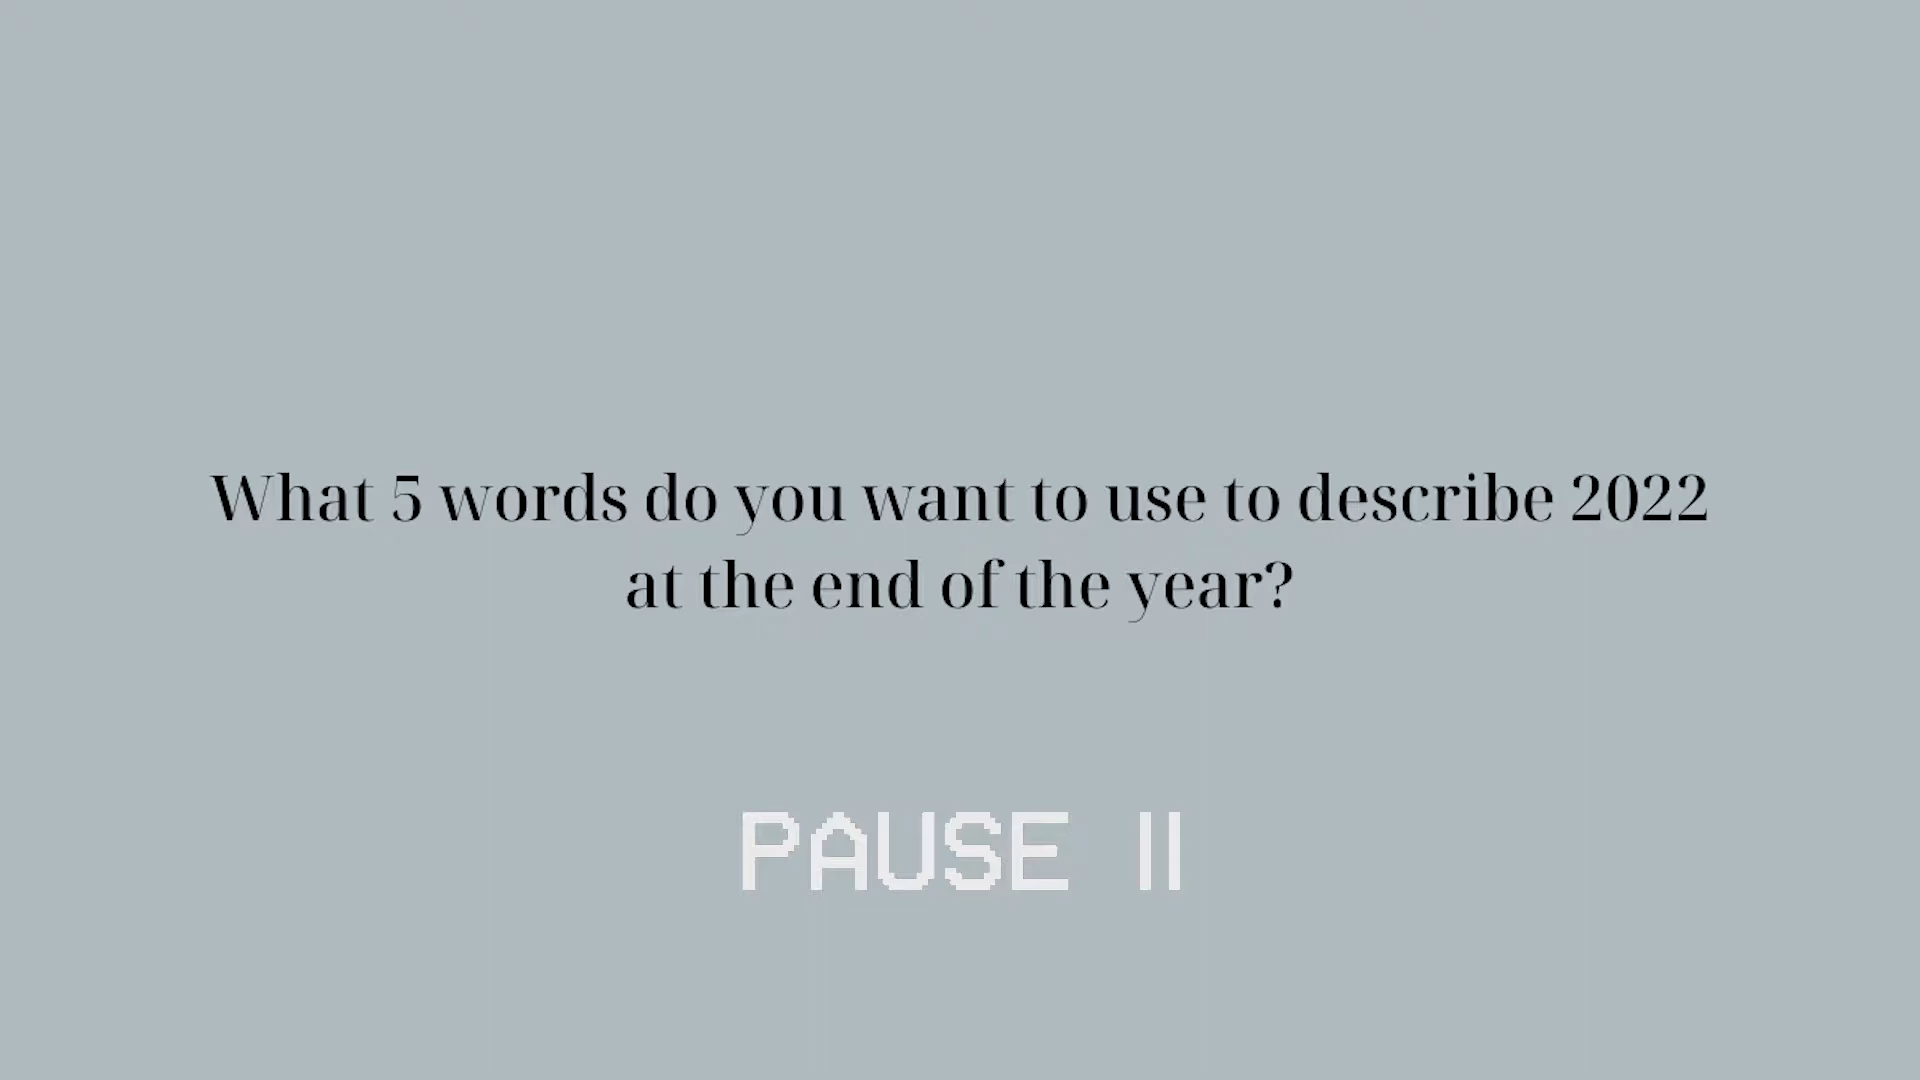 What 5 words do you want to use to describe 2022
at the end of the year?
PAUSE II